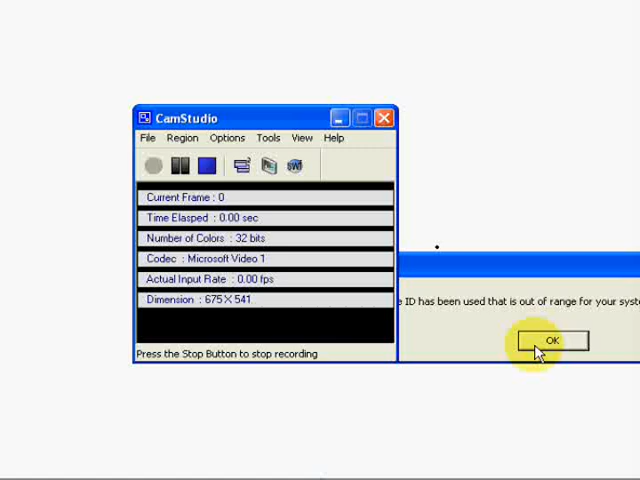 CamStudio
File Region Options Tools View Help
Current Frame : 0
Time Elasped : 0.00 sec
Number of Colors : 32 bits
Codec : Microsoft Video 1
Actual Input Rate : 0.00 fps
Dimension : 675 X 541
ID has been used that is out of range for your
OK
Press the Stop Button to stop recording